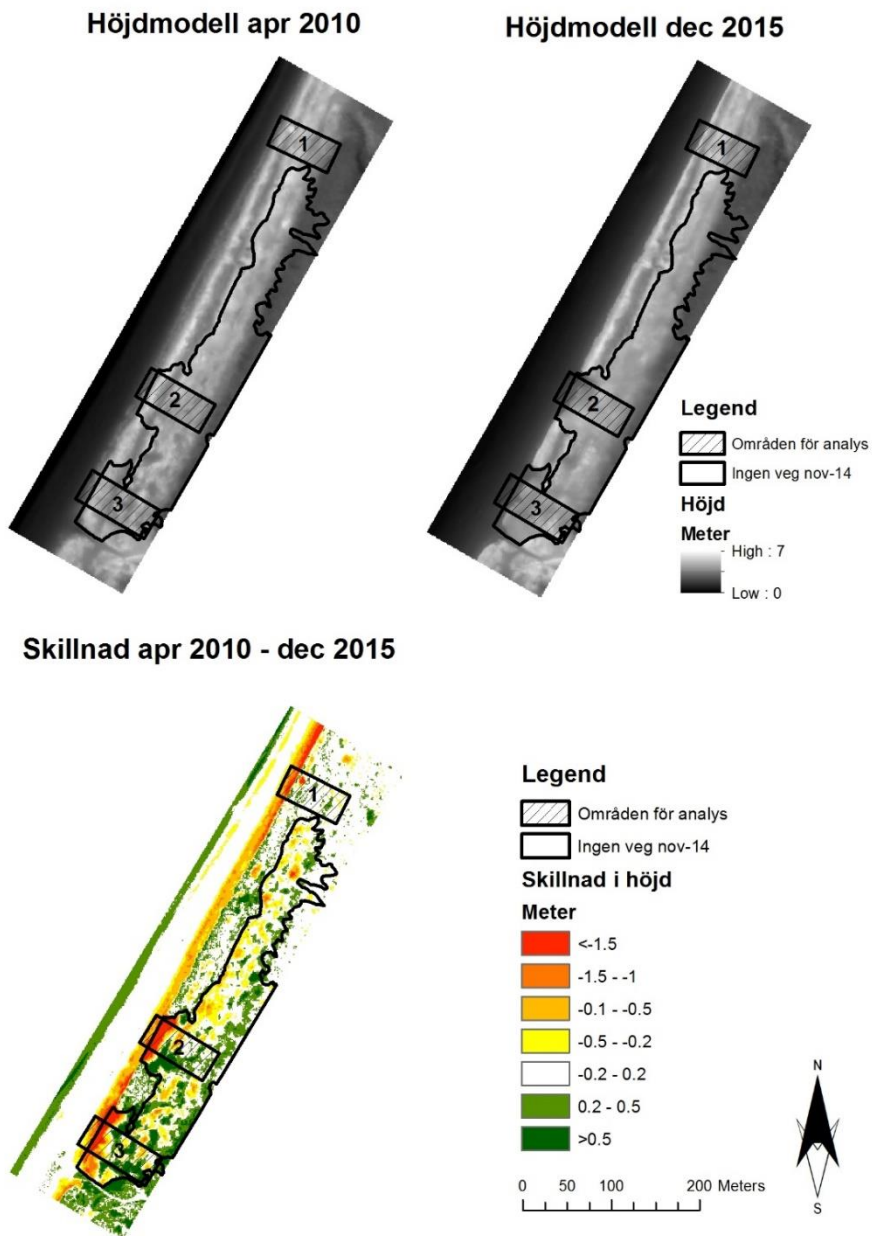 Höjdmodell apr 2010
Höjdmodell dec 2015
1
2
3
1
2
3
Legend
Områden för analys
Ingen veg nov-14
Höjd
Meter
High : 7
Low : 0
Skillnad apr 2010 - dec 2015
1
2
3
Legend
Områden för analys
Ingen veg nov-14
Skillnad i höjd
Meter
<-1.5
-1.5 - -1
-0.1 - -0.5
-0.5 - -0.2
-0.2 - 0.2
0.2 - 0.5
>0.5
N
S
0 50 100 200 Meters